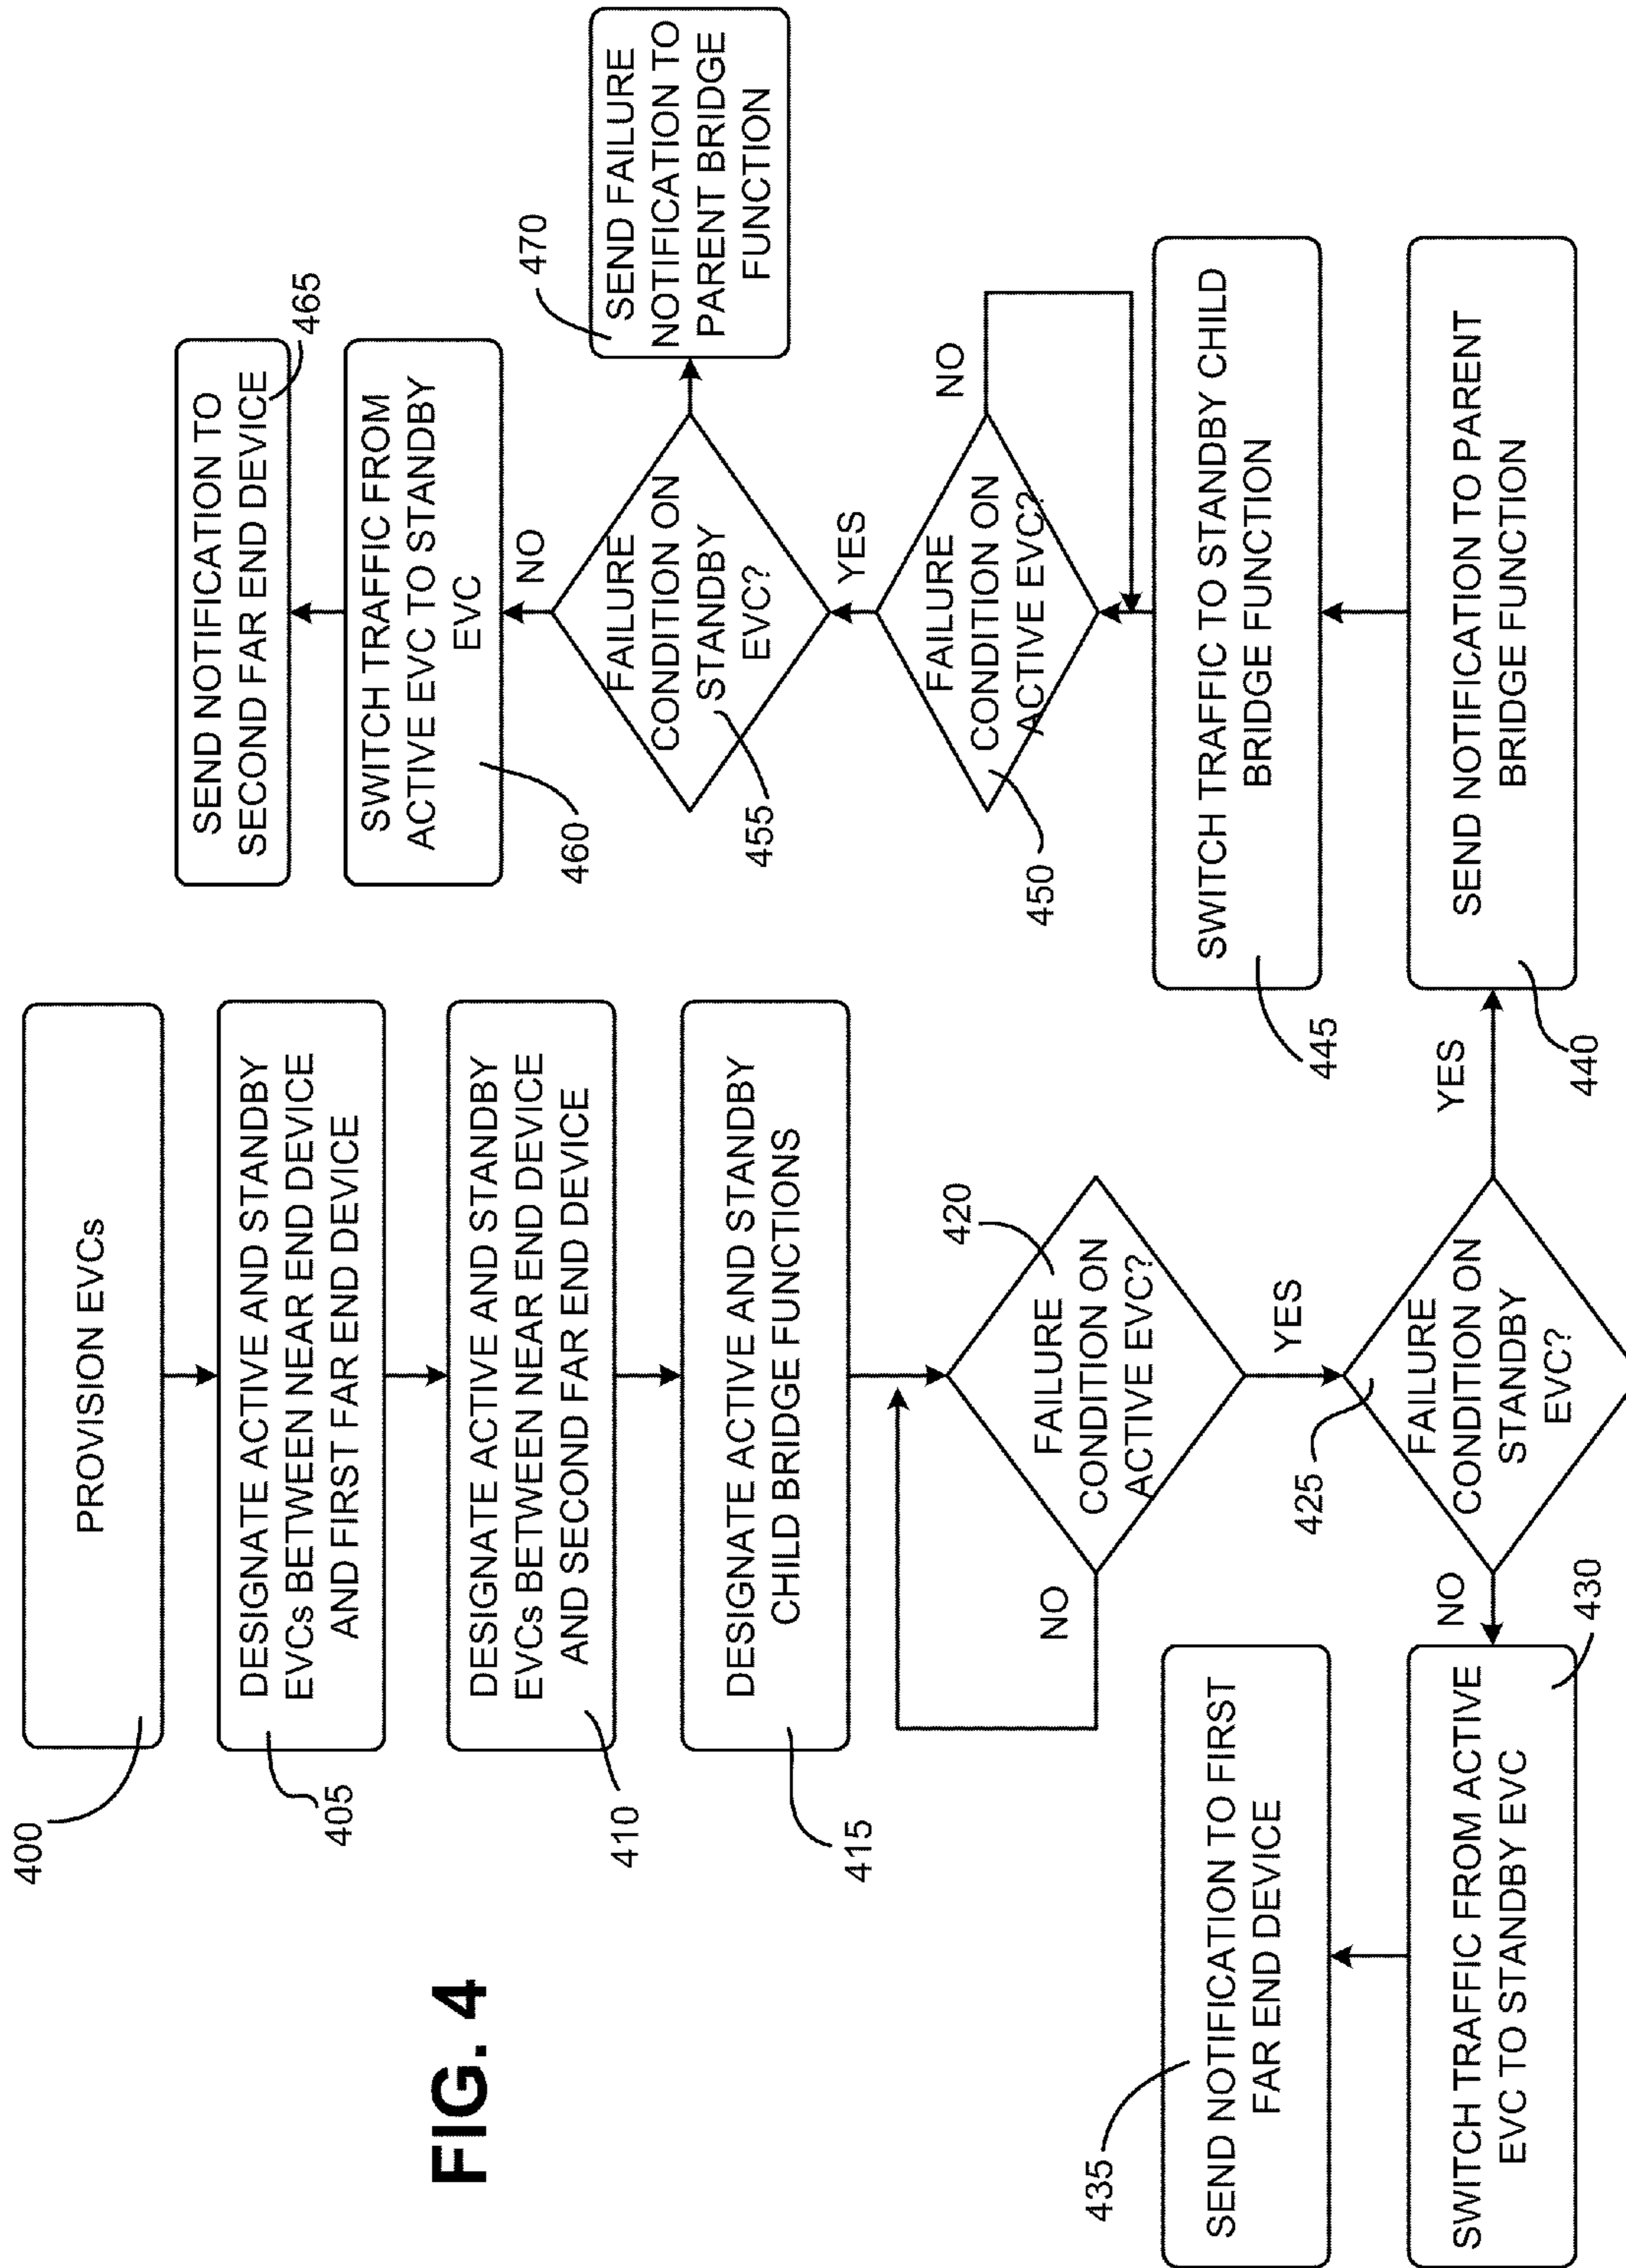 FIG. 4
400
PROVISION EVCs
405
DESIGNATE ACTIVE AND STANDBY
EVCs BETWEEN NEAR END DEVICE
AND FIRST FAR END DEVICE
410
DESIGNATE ACTIVE AND STANDBY
EVCs BETWEEN NEAR END DEVICE
AND SECOND FAR END DEVICE
415
DESIGNATE ACTIVE AND STANDBY
CHILD BRIDGE FUNCTIONS
420
FAILURE
CONDITION ON
ACTIVE EVC?
NO
YES
425
FAILURE
CONDITION ON
STANDBY
EVC?
NO
YES
430
SWITCH TRAFFIC FROM ACTIVE
EVC TO STANDBY EVC
435
SEND NOTIFICATION TO FIRST
FAR END DEVICE
440
SEND NOTIFICATION TO PARENT
BRIDGE FUNCTION
445
SWITCH TRAFFIC TO STANDBY CHILD
BRIDGE FUNCTION
450
FAILURE
CONDITION ON
ACTIVE EVC?
NO
YES
455
FAILURE
CONDITION ON
STANDBY
EVC?
NO
460
SWITCH TRAFFIC FROM
ACTIVE EVC TO STANDBY
EVC
465
SEND NOTIFICATION TO
SECOND FAR END DEVICE
470
SEND FAILURE
NOTIFICATION TO
PARENT BRIDGE
FUNCTION